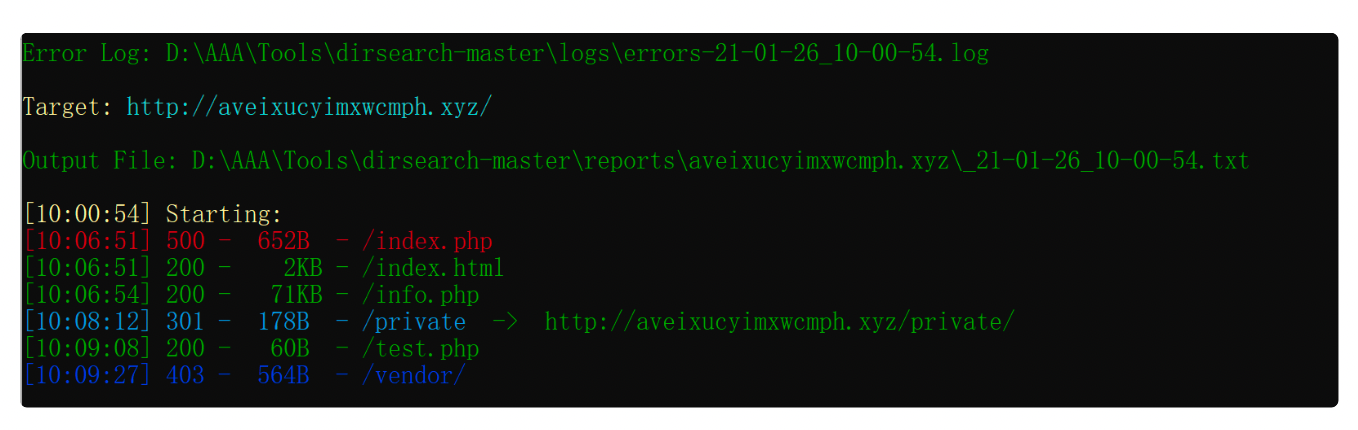 Error Log: D:\AAA\Tools\dirsearch-master\logs\errors-21-01-26_10-00-54.log
Target: http://aveixucyimxwcmph.xyz/
Output File: D:\AAA\Tools\dirsearch-master\reports\aveixucyimxwcmph.xyz\_21-01-26_10-00-54.txt
[10:00:54] Starting:
[10:06:51] 500 -  652B  - /index.php
[10:06:51] 200 -    2KB - /index.html
[10:06:54] 200 -   71KB - /info.php
[10:08:12] 301 -  178B  - /private  ->  http://aveixucyimxwcmph.xyz/private/
[10:09:08] 200 -   60B  - /test.php
[10:09:27] 403 -  564B  - /vendor/